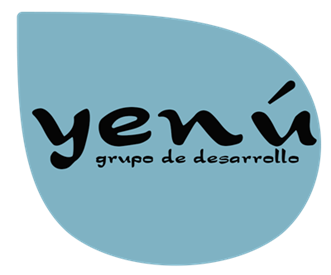 yenú
grupo de desarrollo